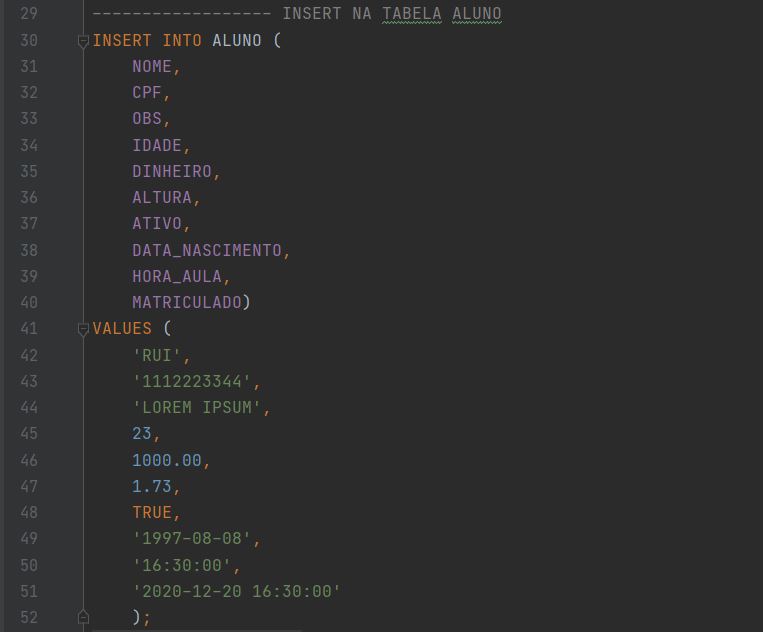 29 ------------------ INSERT NA TABELA ALUNO
30 INSERT INTO ALUNO (
31 NOME,
32 CPF,
33 OBS,
34 IDADE,
35 DINHEIRO,
36 ALTURA,
37 ATIVO,
38 DATA_NASCIMENTO,
39 HORA_AULA,
40 MATRICULADO)
41 VALUES (
42 'RUI',
43 '1112223344',
44 'LOREM IPSUM',
45 23,
46 1000.00,
47 1.73,
48 TRUE,
49 '1997-08-08',
50 '16:30:00',
51 '2020-12-20 16:30:00'
52 );